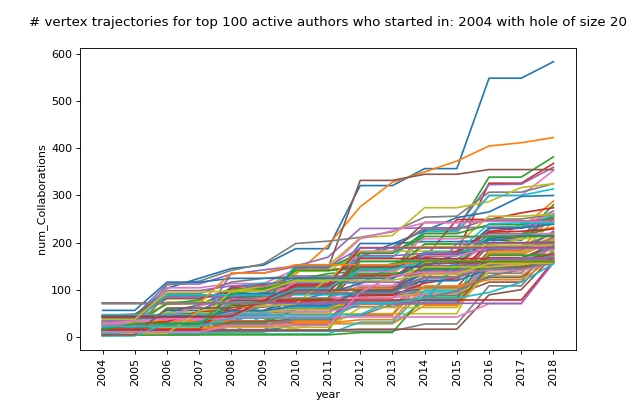 # vertex trajectories for top 100 active authors who started in: 2004 with hole of size 20
600
500
400
300
200
100
0
num_Collaborations
2004 2005 2006 2007 2008 2009 2010 2011 2012 2013 2014 2015 2016 2017 2018
year